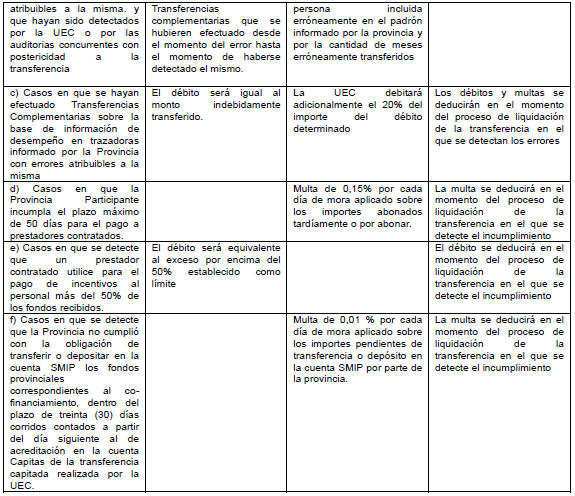 atribuibles a la misma. y
que hayan sido detectados
por la UEC o por las
auditorias concurrentes con
postericidad a la
transferencia
Transferencias
complementarias que se
hubieren efectuado desde
el momento del error hasta
el momento de haberse
detectado el mismo.
persona incluida
erróneamente en el padrón
informado por la provincia y
por la cantidad de meses
erróneamente transferidos
c) Casos en que se hayan
efectuado Transferencias
Complementarias sobre la
base de información de
desempeño en trazadoras
informado por la Provincia
con errores atribuibles a la
misma
El débito será igual al
monto indebidamente
transferido.
La UEC debitará
adicionalmente el 20% del
importe del débito
determinado
Los débitos y multas se
deducirán en el momento
del proceso de liquidación
de la transferencia en el
que se detectan los errores
d) Casos en que la
Provincia Participante
incumpla el plazo máximo
de 50 días para el pago a
prestadores contratados.
Multa de 0,15% por cada
día de mora aplicado sobre
los importes abonados
tardíamente o por abonar.
La multa se deducirá en el
momento del proceso de
liquidación de la
transferencia en el que se
detecte el incumplimiento
e) Casos en que se detecte
que un prestador
contratado utilice para el
pago de incentivos al
personal más del 50% de
los fondos recibidos.
El débito será equivalente
al exceso por encima del
50% establecido como
límite
El débito se deducirá en el
momento del proceso de
liquidación de la
transferencia en el que se
detecte el incumplimiento
f) Casos en que se detecte
que la Provincia no cumplió
con la obligación de
transferir o depositar en la
cuenta SMIP los fondos
provinciales
correspondientes al co-
financiamiento, dentro del
plazo de treinta (30) días
corridos contados a partir
del día siguiente al de
acreditación en la cuenta
Capitas de la transferencia
capitada realizada por la
UEC.
Multa de 0,01 % por cada
día de mora aplicado sobre
los importes pendientes de
transferencia o depósito en
la cuenta SMIP por parte de
la provincia.
La multa se deducirá en el
momento del proceso de
liquidación de la
transferencia en el que se
detecte el incumplimiento